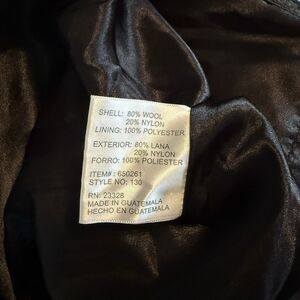 SHELL: 80% WOOL
20% NYLON
LINING: 100% POLYESTER
EXTERIOR: 80% LANA
20% NYLON
FORRO: 100% POLIESTER
ITEM#: 650261
STYLE NO: 130
RN: 23328
MADE IN GUATEMALA
HECHO EN GUATEMALA